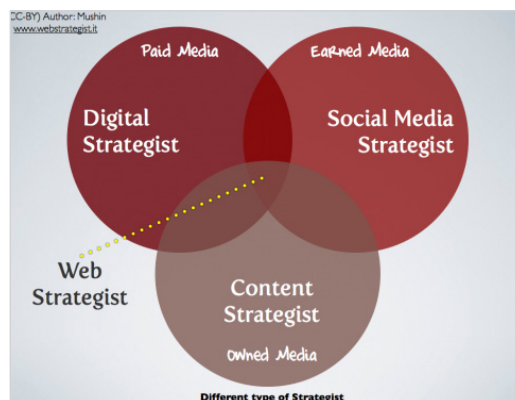 CC-BY) Author: Mushin
www.webstrategist.it
Paid Media
Earned Media
Digital
Strategist
Social Media
Strategist
Web
Strategist
Content
Strategist
Owned Media
Different type of Strategist